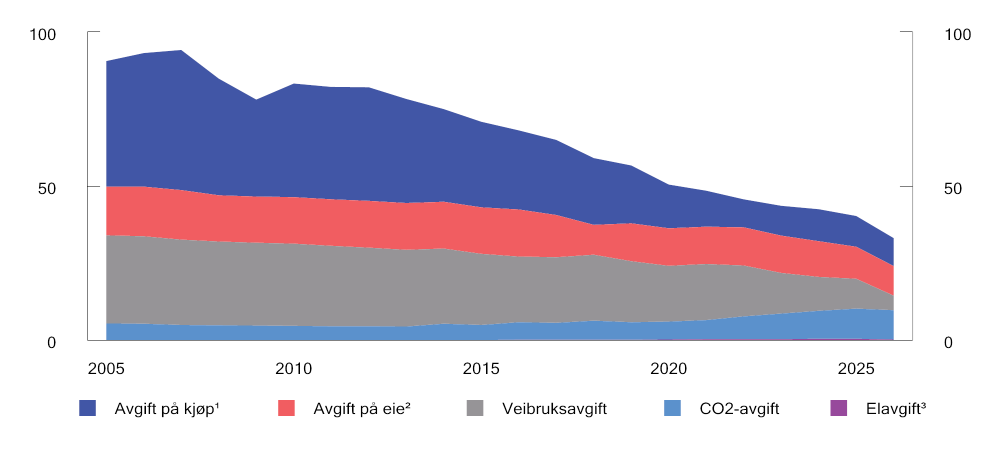 100 100
50 50
0 0
2005 2010 2015 2020 2025
Avgift på kjøp¹ Avgift på eie² Veibruksavgift CO2-avgift Elavgift³